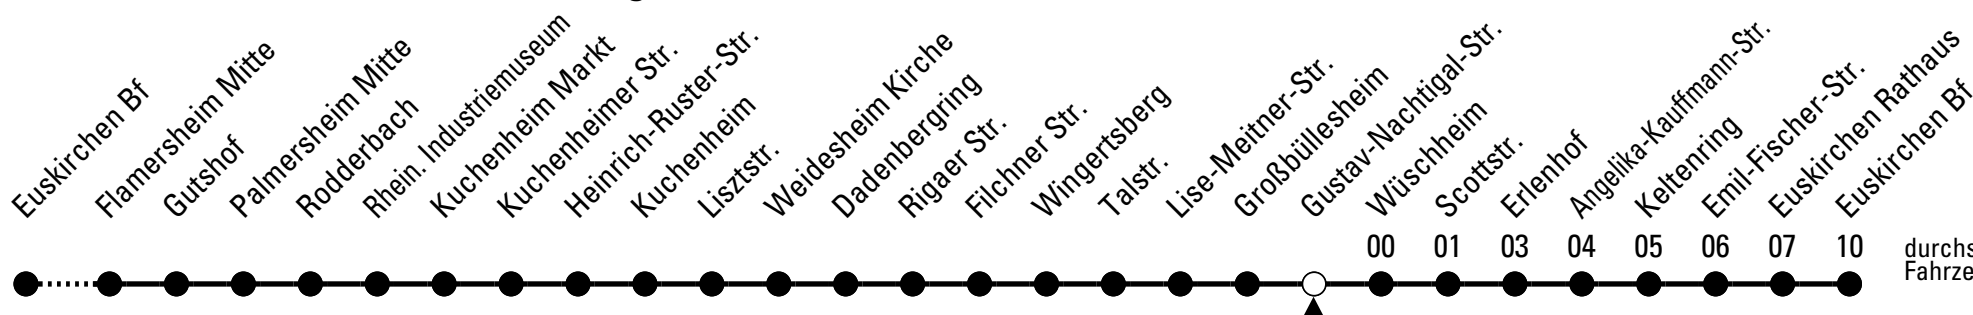 Euskirchen Bf
Flamersheim Mitte
Gutshof
Palmersheim Mitte
Rodderbach
Rhein. Industriemuseum
Kuchenheim Markt
Kuchenheimer Str.
Heinrich-Ruster-Str.
Kuchenheim
Lisztstr.
Weidesheim Kirche
Dadenbergring
Rigaer Str.
Filchner Str.
Wingertsberg
Talstr.
Lise-Meitner-Str.
Großbüllesheim
Gustav-Nachtigal-Str.
Wüschheim
Scottstr.
Erlenhof
Angelika-Kauffmann-Str.
Keltenring
Emil-Fischer-Str.
Euskirchen Rathaus
Euskirchen Bf
00 01 03 04 05 06 07 10
durchs
Fahrze